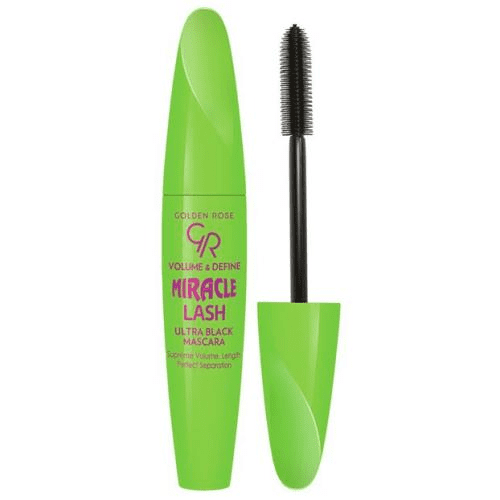 GOLDEN ROSE
GR
VOLUME & DEFINE
MIRACLE
LASH
ULTRA BLACK
MASCARA
Supreme Volume, Length,
Perfect Separation